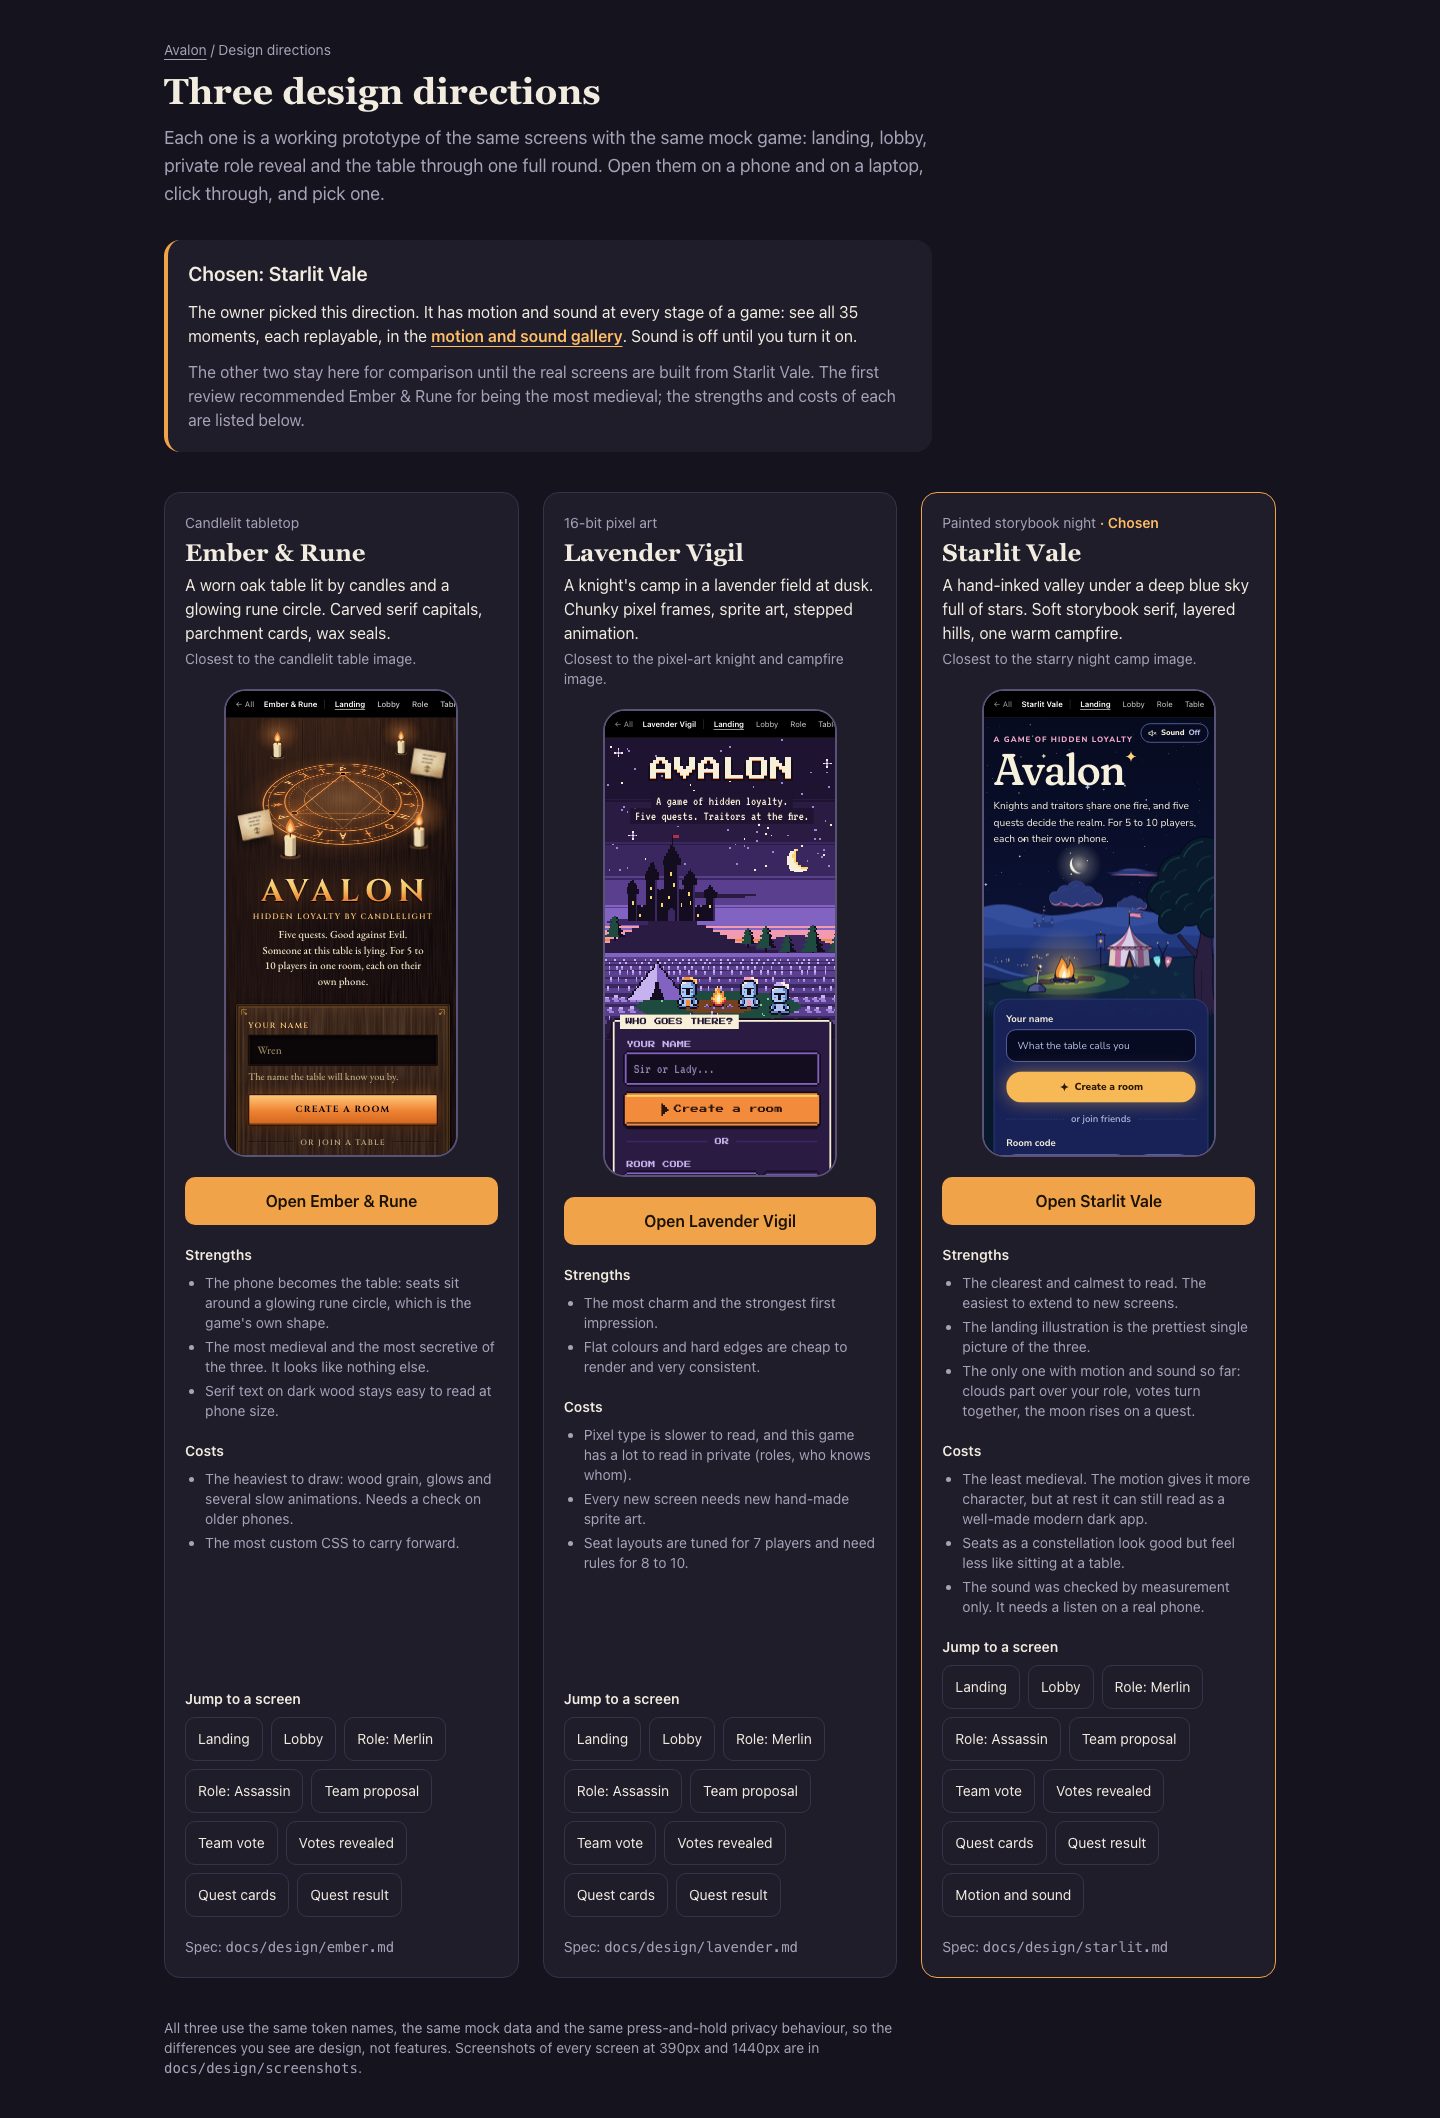 Avalon / Design directions
Three design directions
Each one is a working prototype of the same screens with the same mock game: landing, lobby,
private role reveal and the table through one full round. Open them on a phone and on a laptop,
click through, and pick one.
Chosen: Starlit Vale
The owner picked this direction. It has motion and sound at every stage of a game: see all 35
moments, each replayable, in the motion and sound gallery. Sound is off until you turn it on.
The other two stay here for comparison until the real screens are built from Starlit Vale. The first
review recommended Ember & Rune for being the most medieval; the strengths and costs of each
are listed below.
Candlelit tabletop
Ember & Rune
A worn oak table lit by candles and a
glowing rune circle. Carved serif capitals,
parchment cards, wax seals.
Closest to the candlelit table image.
← All Ember & Rune Landing Lobby Role Tabl
AVALON
HIDDEN LOYALTY BY CANDLELIGHT
Five quests. Good against Evil.
Someone at this table is lying. For 5 to
10 players in one room, each on their
own phone.
YOUR NAME
Wren
The name the table will know you by.
CREATE A ROOM
OR JOIN A TABLE
Open Ember & Rune
Strengths
• The phone becomes the table: seats sit
around a glowing rune circle, which is the
game's own shape.
• The most medieval and the most secretive of
the three. It looks like nothing else.
• Serif text on dark wood stays easy to read at
phone size.
Costs
• The heaviest to draw: wood grain, glows and
several slow animations. Needs a check on
older phones.
• The most custom CSS to carry forward.
Jump to a screen
Landing Lobby Role: Merlin
Role: Assassin Team proposal
Team vote Votes revealed
Quest cards Quest result
Spec: docs/design/ember.md
16-bit pixel art
Lavender Vigil
A knight's camp in a lavender field at dusk.
Chunky pixel frames, sprite art, stepped
animation.
Closest to the pixel-art knight and campfire
image.
← All Lavender Vigil Landing Lobby Role Tabl
AVALON
A game of hidden loyalty.
Five quests. Traitors at the fire.
WHO GOES THERE?
YOUR NAME
Sir or Lady...
Create a room
OR
ROOM CODE
Open Lavender Vigil
Strengths
• The most charm and the strongest first
impression.
• Flat colours and hard edges are cheap to
render and very consistent.
Costs
• Pixel type is slower to read, and this game
has a lot to read in private (roles, who knows
whom).
• Every new screen needs new hand-made
sprite art.
• Seat layouts are tuned for 7 players and need
rules for 8 to 10.
Jump to a screen
Landing Lobby Role: Merlin
Role: Assassin Team proposal
Team vote Votes revealed
Quest cards Quest result
Spec: docs/design/lavender.md
Painted storybook night · Chosen
Starlit Vale
A hand-inked valley under a deep blue sky
full of stars. Soft storybook serif, layered
hills, one warm campfire.
Closest to the starry night camp image.
← All Starlit Vale Landing Lobby Role Table
Sound Off
A GAME OF HIDDEN LOYALTY
Avalon
Knights and traitors share one fire, and five
quests decide the realm. For 5 to 10 players,
each on their own phone.
Your name
What the table calls you
Create a room
or join friends
Room code
Open Starlit Vale
Strengths
• The clearest and calmest to read. The
easiest to extend to new screens.
• The landing illustration is the prettiest single
picture of the three.
• The only one with motion and sound so far:
clouds part over your role, votes turn
together, the moon rises on a quest.
Costs
• The least medieval. The motion gives it more
character, but at rest it can still read as a
well-made modern dark app.
• Seats as a constellation look good but feel
less like sitting at a table.
• The sound was checked by measurement
only. It needs a listen on a real phone.
Jump to a screen
Landing Lobby Role: Merlin
Role: Assassin Team proposal
Team vote Votes revealed
Quest cards Quest result
Motion and sound
Spec: docs/design/starlit.md
All three use the same token names, the same mock data and the same press-and-hold privacy behaviour, so the
differences you see are design, not features. Screenshots of every screen at 390px and 1440px are in
docs/design/screenshots.